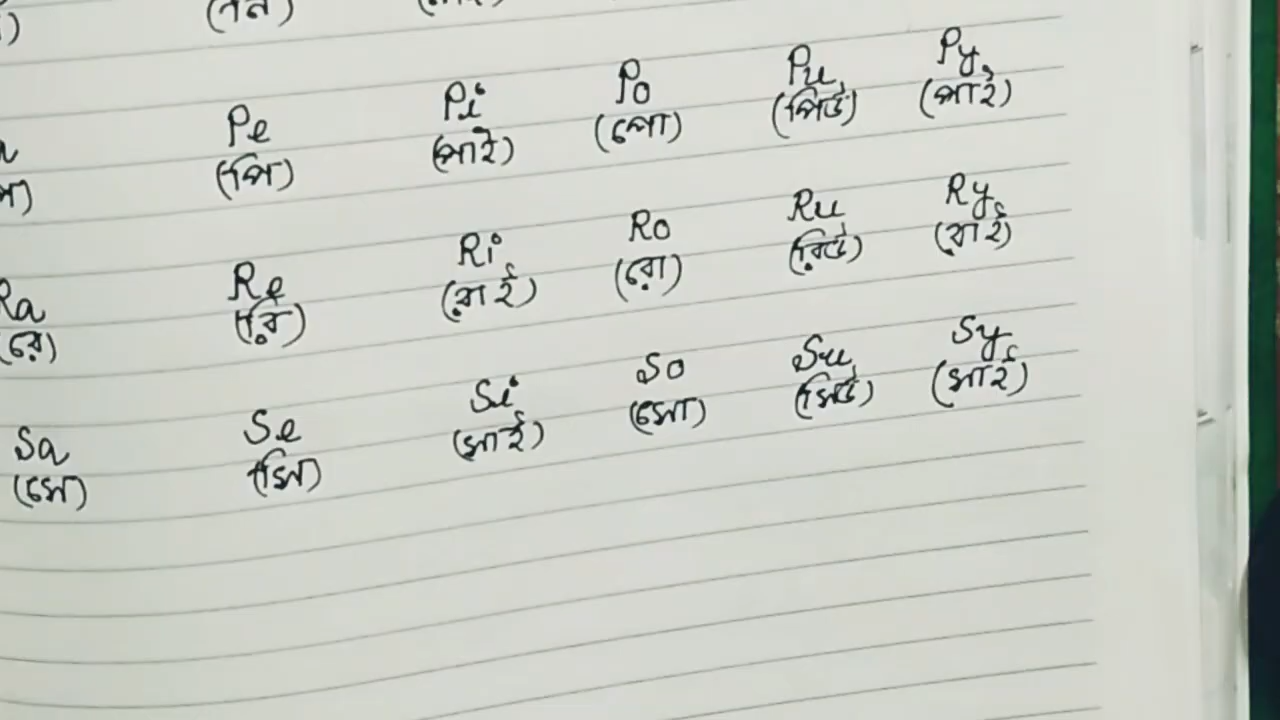 Pe Pi Po Pu Py
(পি) (পাই) (পো) (পিউ) (পাই)
Ra Re Ri Ro Ru Ry
(রে) (রি) (রাই) (রো) (রিউ) (রাই)
Sa Se Si So Su Sy
(সে) (সি) (সাই) (সো) (সিউ) (সাই)